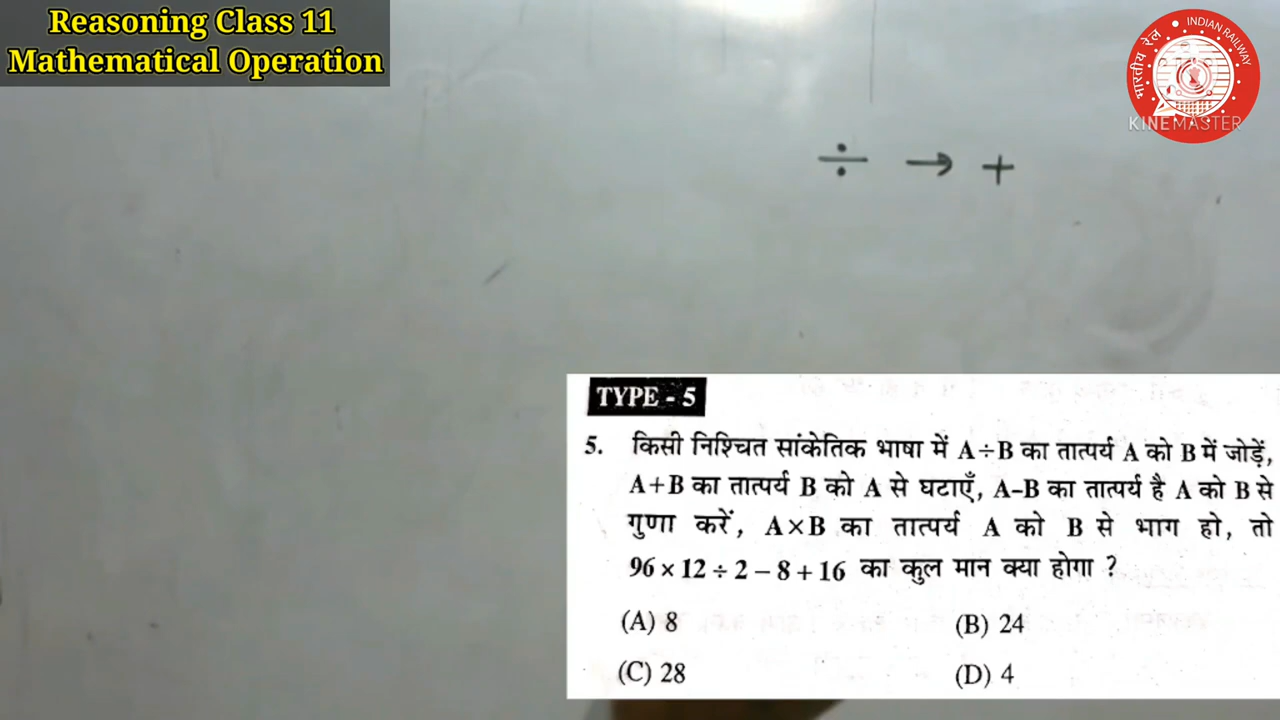 Reasoning Class 11
Mathematical Operation
भारतीय रेल INDIAN RAILWAY
KINEMASTER
÷ → +
TYPE - 5
5. किसी निश्चित सांकेतिक भाषा में A÷B का तात्पर्य A को B में जोड़ें,
A+B का तात्पर्य B को A से घटाएँ, A–B का तात्पर्य है A को B से
गुणा करें, A×B का तात्पर्य A को B से भाग हो, तो
96 × 12 ÷ 2 – 8 + 16 का कुल मान क्या होगा ?
(A) 8 (B) 24
(C) 28 (D) 4